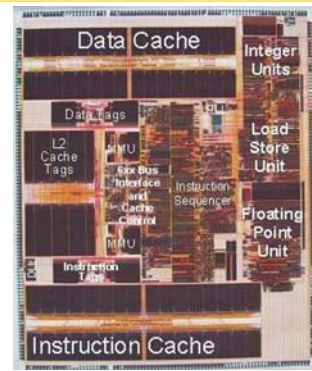 Data Cache
Integer
Units
Data Tags
L2
Cache
Tags
MMU
6xx Bus
Interface
and
Cache
Control
MMU
Instruction
Sequencer
Load
Store
Unit
Floating
Point
Unit
Instruction
Tags
Instruction Cache